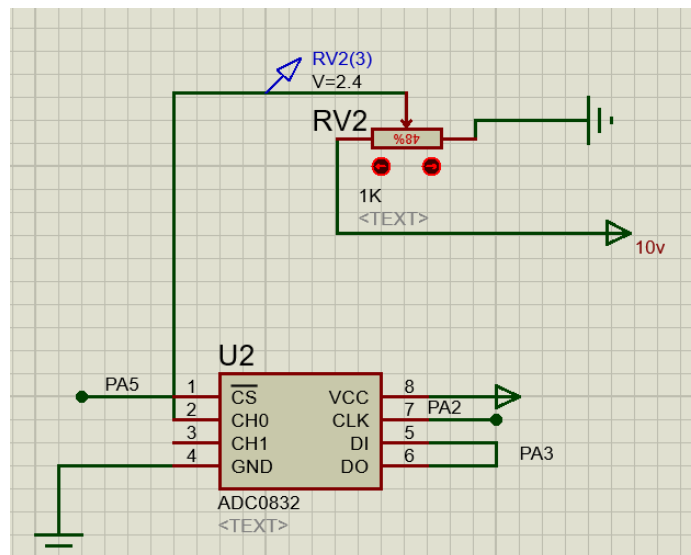 RV2(3)
V=2.4
RV2
48%
1K
<TEXT>
10v
U2
PA5
1
CS
VCC
8
2
CH0
CLK
7
PA2
3
CH1
DI
5
PA3
4
GND
DO
6
ADC0832
<TEXT>